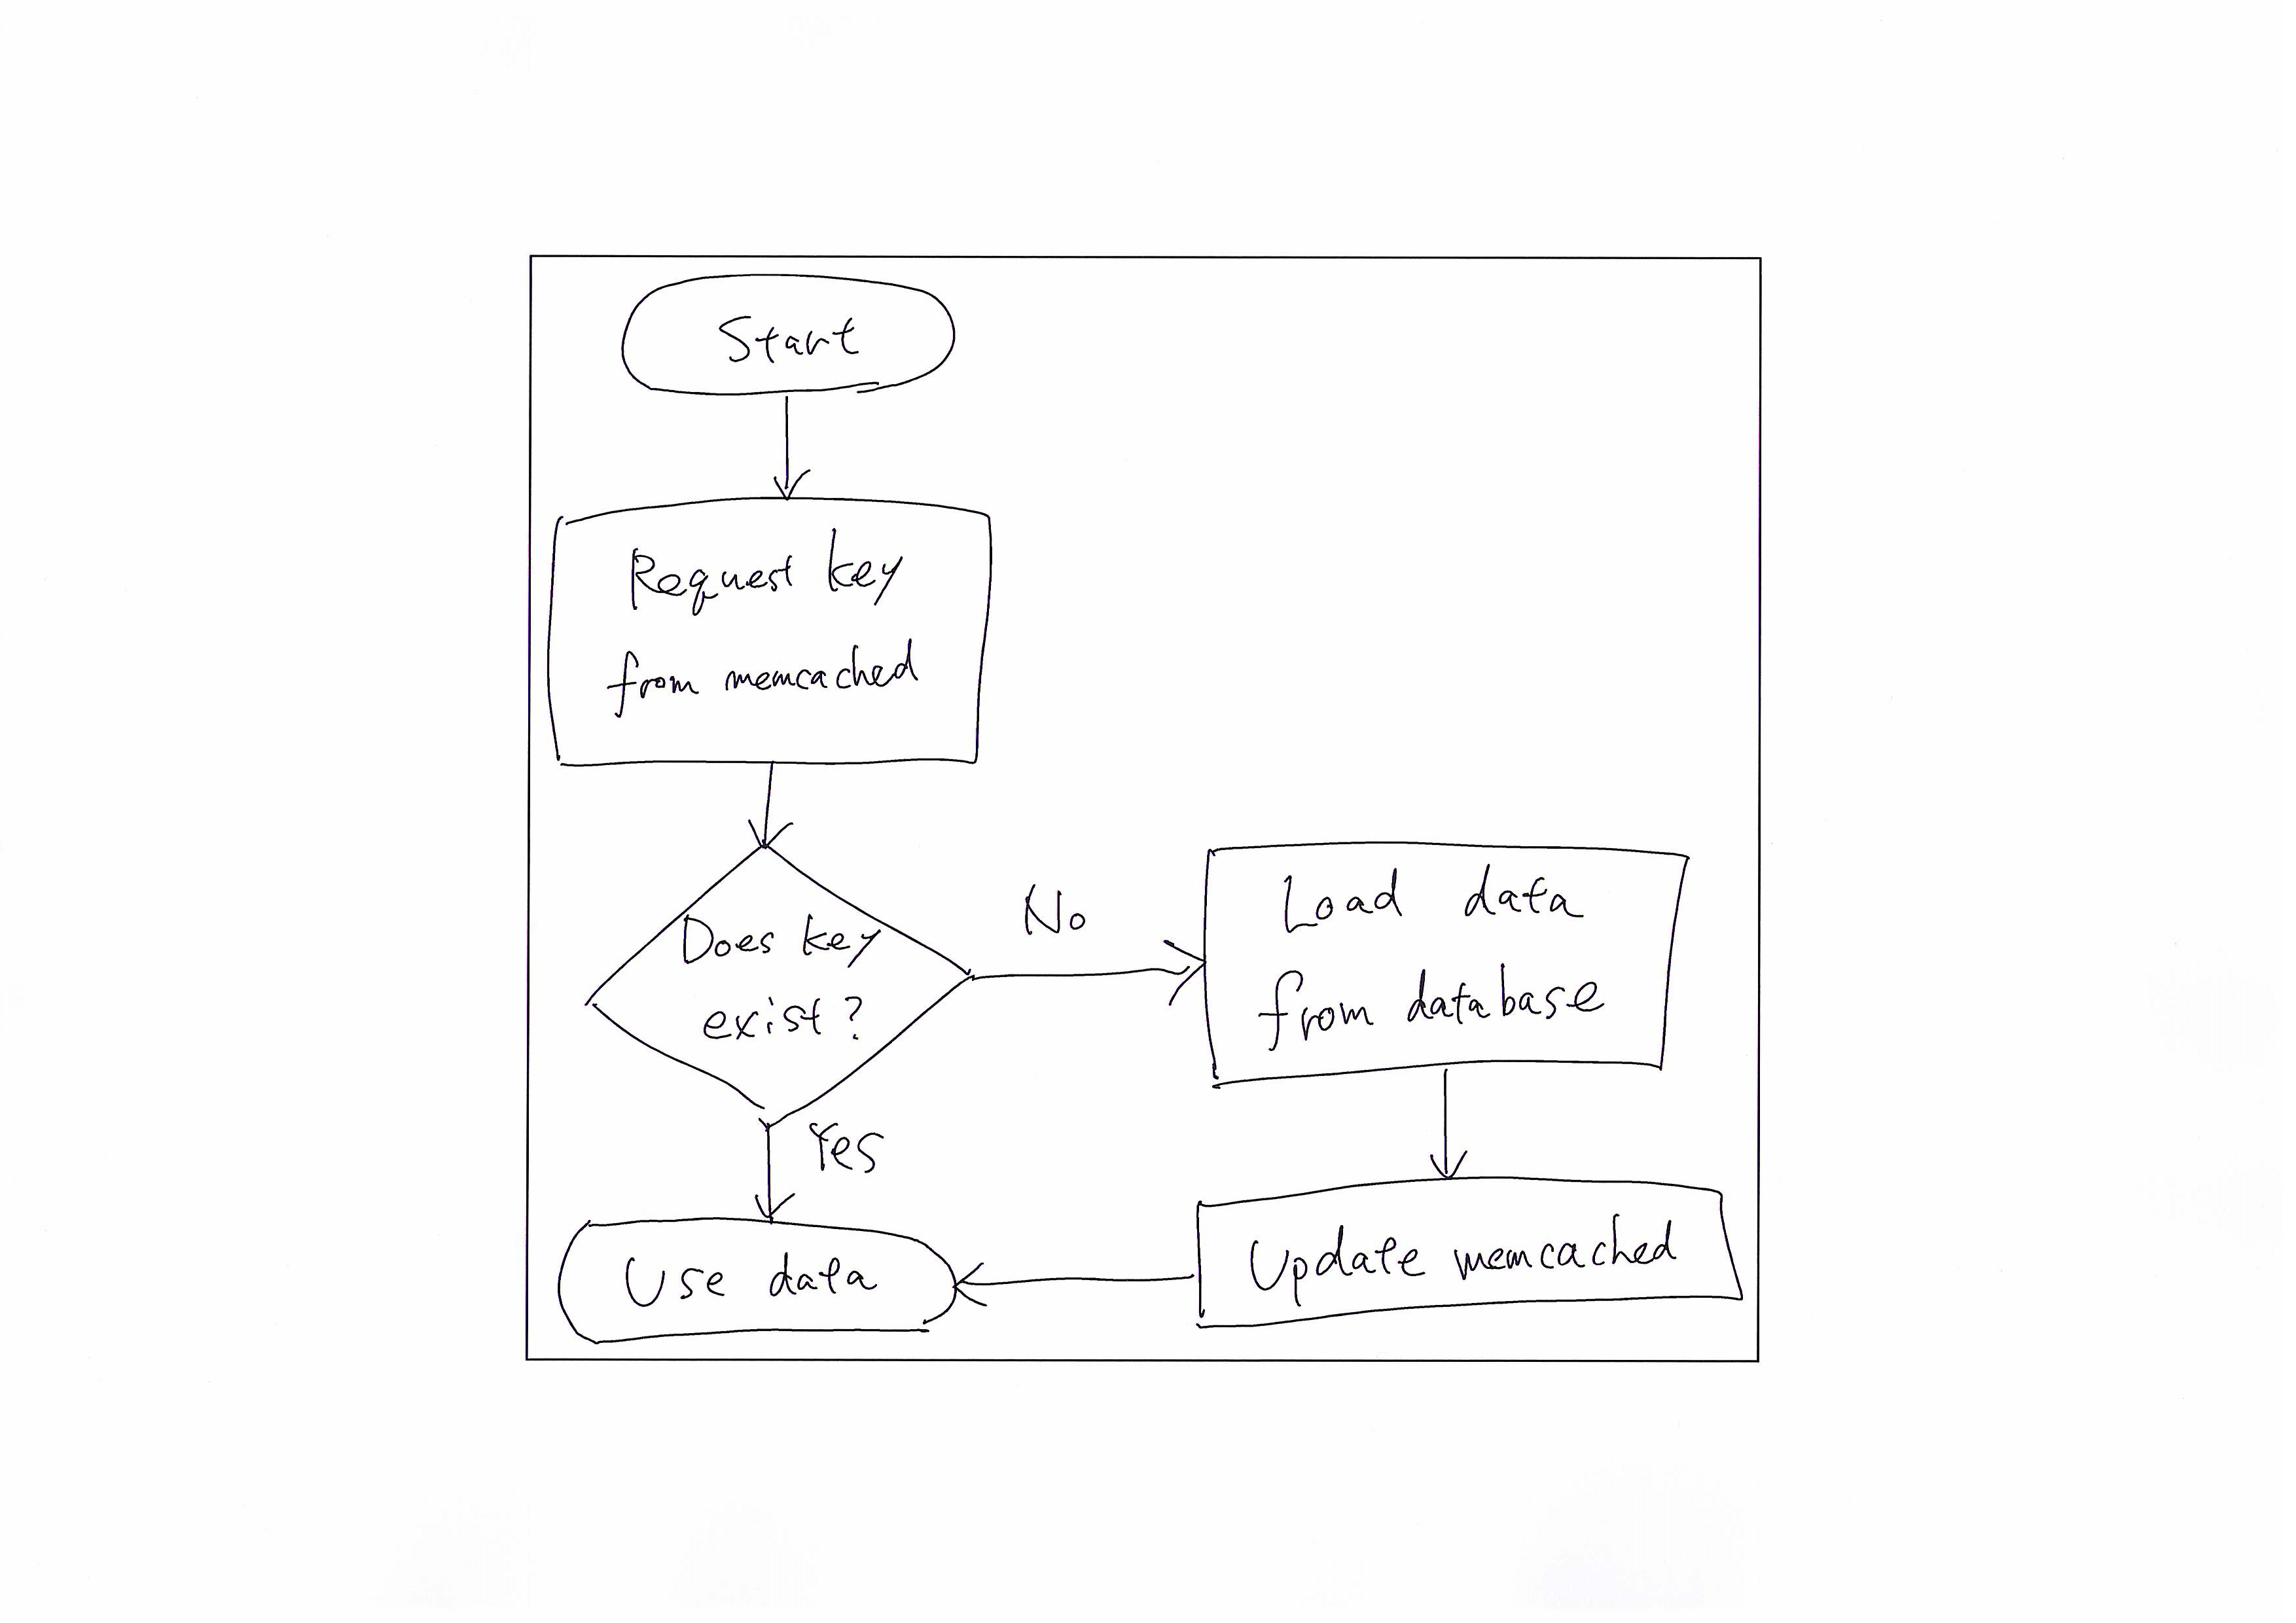 Start
Request key
from memcached
Does key
exist?
No
Load data
from database
Yes
Use data
Update memcached